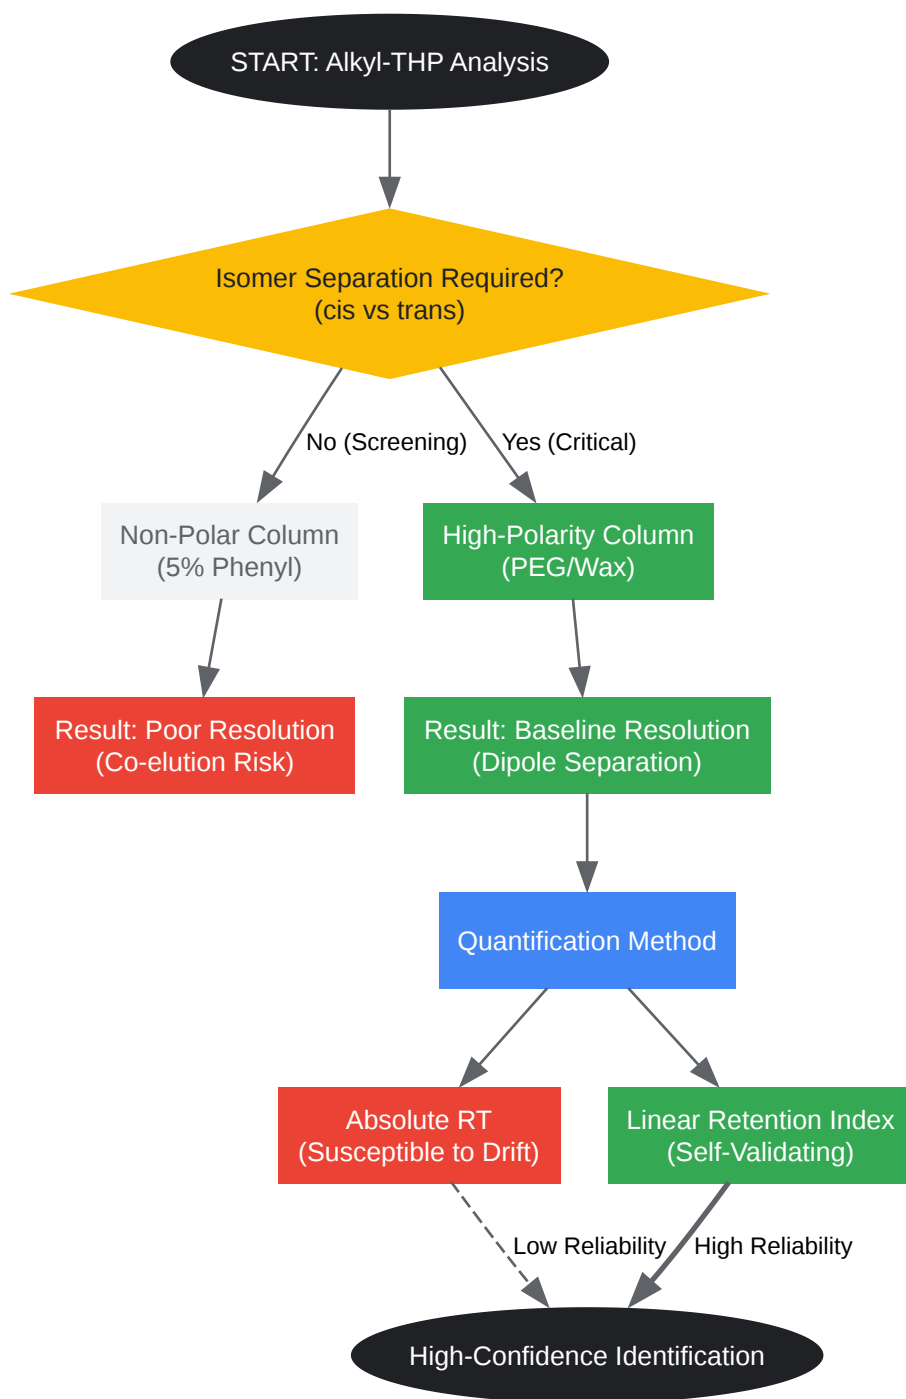 START: Alkyl-THP Analysis
Isomer Separation Required?
(cis vs trans)
No (Screening)
Yes (Critical)
Non-Polar Column
(5% Phenyl)
High-Polarity Column
(PEG/Wax)
Result: Poor Resolution
(Co-elution Risk)
Result: Baseline Resolution
(Dipole Separation)
Quantification Method
Absolute RT
(Susceptible to Drift)
Linear Retention Index
(Self-Validating)
Low Reliability
High Reliability
High-Confidence Identification